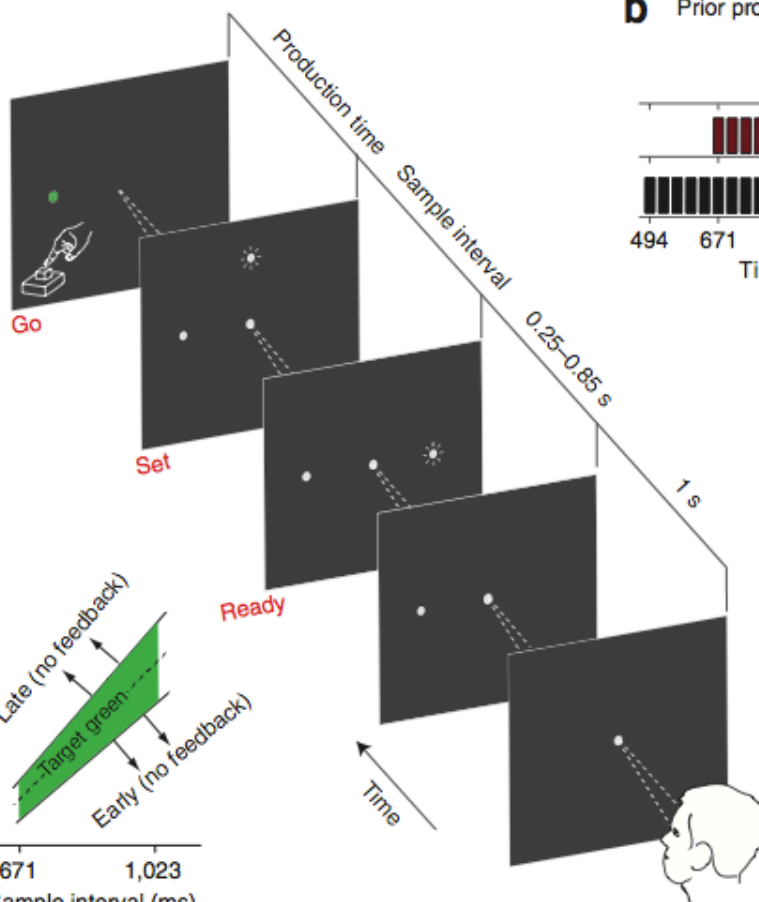 b Prior pro
494 671
Ti
Production time
Sample interval
0.25–0.85 s
1 s
Go
Set
Ready
Time
Late (no feedback)
Target green
Early (no feedback)
671 1,023
Sample interval (ms)